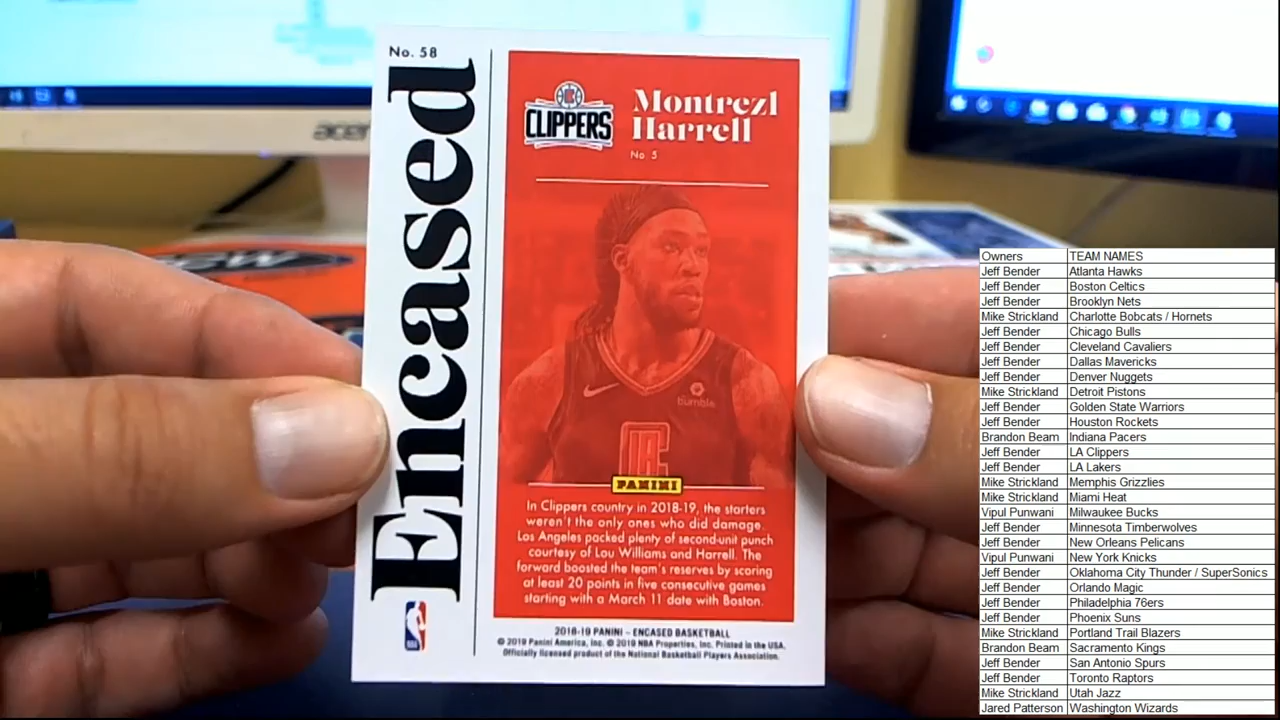 No. 58
Encased
CLIPPERS
Montrezl
Harrell
No. 5
bumble
PANINI
In Clippers country in 2018-19, the starters
weren't the only ones who did damage.
Los Angeles packed plenty of second-unit punch
courtesy of Lou Williams and Harrell. The
forward boosted the team's reserves by scoring
at least 20 points in five consecutive games
starting with a March 11 date with Boston.
2018-19 PANINI – ENCASED BASKETBALL
© 2019 Panini America, Inc. © 2019 NBA Properties, Inc. Printed in the USA.
Officially licensed product of the National Basketball Players Association.
acer
Owners TEAM NAMES
Jeff Bender Atlanta Hawks
Jeff Bender Boston Celtics
Jeff Bender Brooklyn Nets
Mike Strickland Charlotte Bobcats / Hornets
Jeff Bender Chicago Bulls
Jeff Bender Cleveland Cavaliers
Jeff Bender Dallas Mavericks
Jeff Bender Denver Nuggets
Mike Strickland Detroit Pistons
Jeff Bender Golden State Warriors
Jeff Bender Houston Rockets
Brandon Beam Indiana Pacers
Jeff Bender LA Clippers
Jeff Bender LA Lakers
Mike Strickland Memphis Grizzlies
Mike Strickland Miami Heat
Vipul Punwani Milwaukee Bucks
Jeff Bender Minnesota Timberwolves
Jeff Bender New Orleans Pelicans
Vipul Punwani New York Knicks
Jeff Bender Oklahoma City Thunder / SuperSonics
Jeff Bender Orlando Magic
Jeff Bender Philadelphia 76ers
Jeff Bender Phoenix Suns
Mike Strickland Portland Trail Blazers
Brandon Beam Sacramento Kings
Jeff Bender San Antonio Spurs
Jeff Bender Toronto Raptors
Mike Strickland Utah Jazz
Jared Patterson Washington Wizards